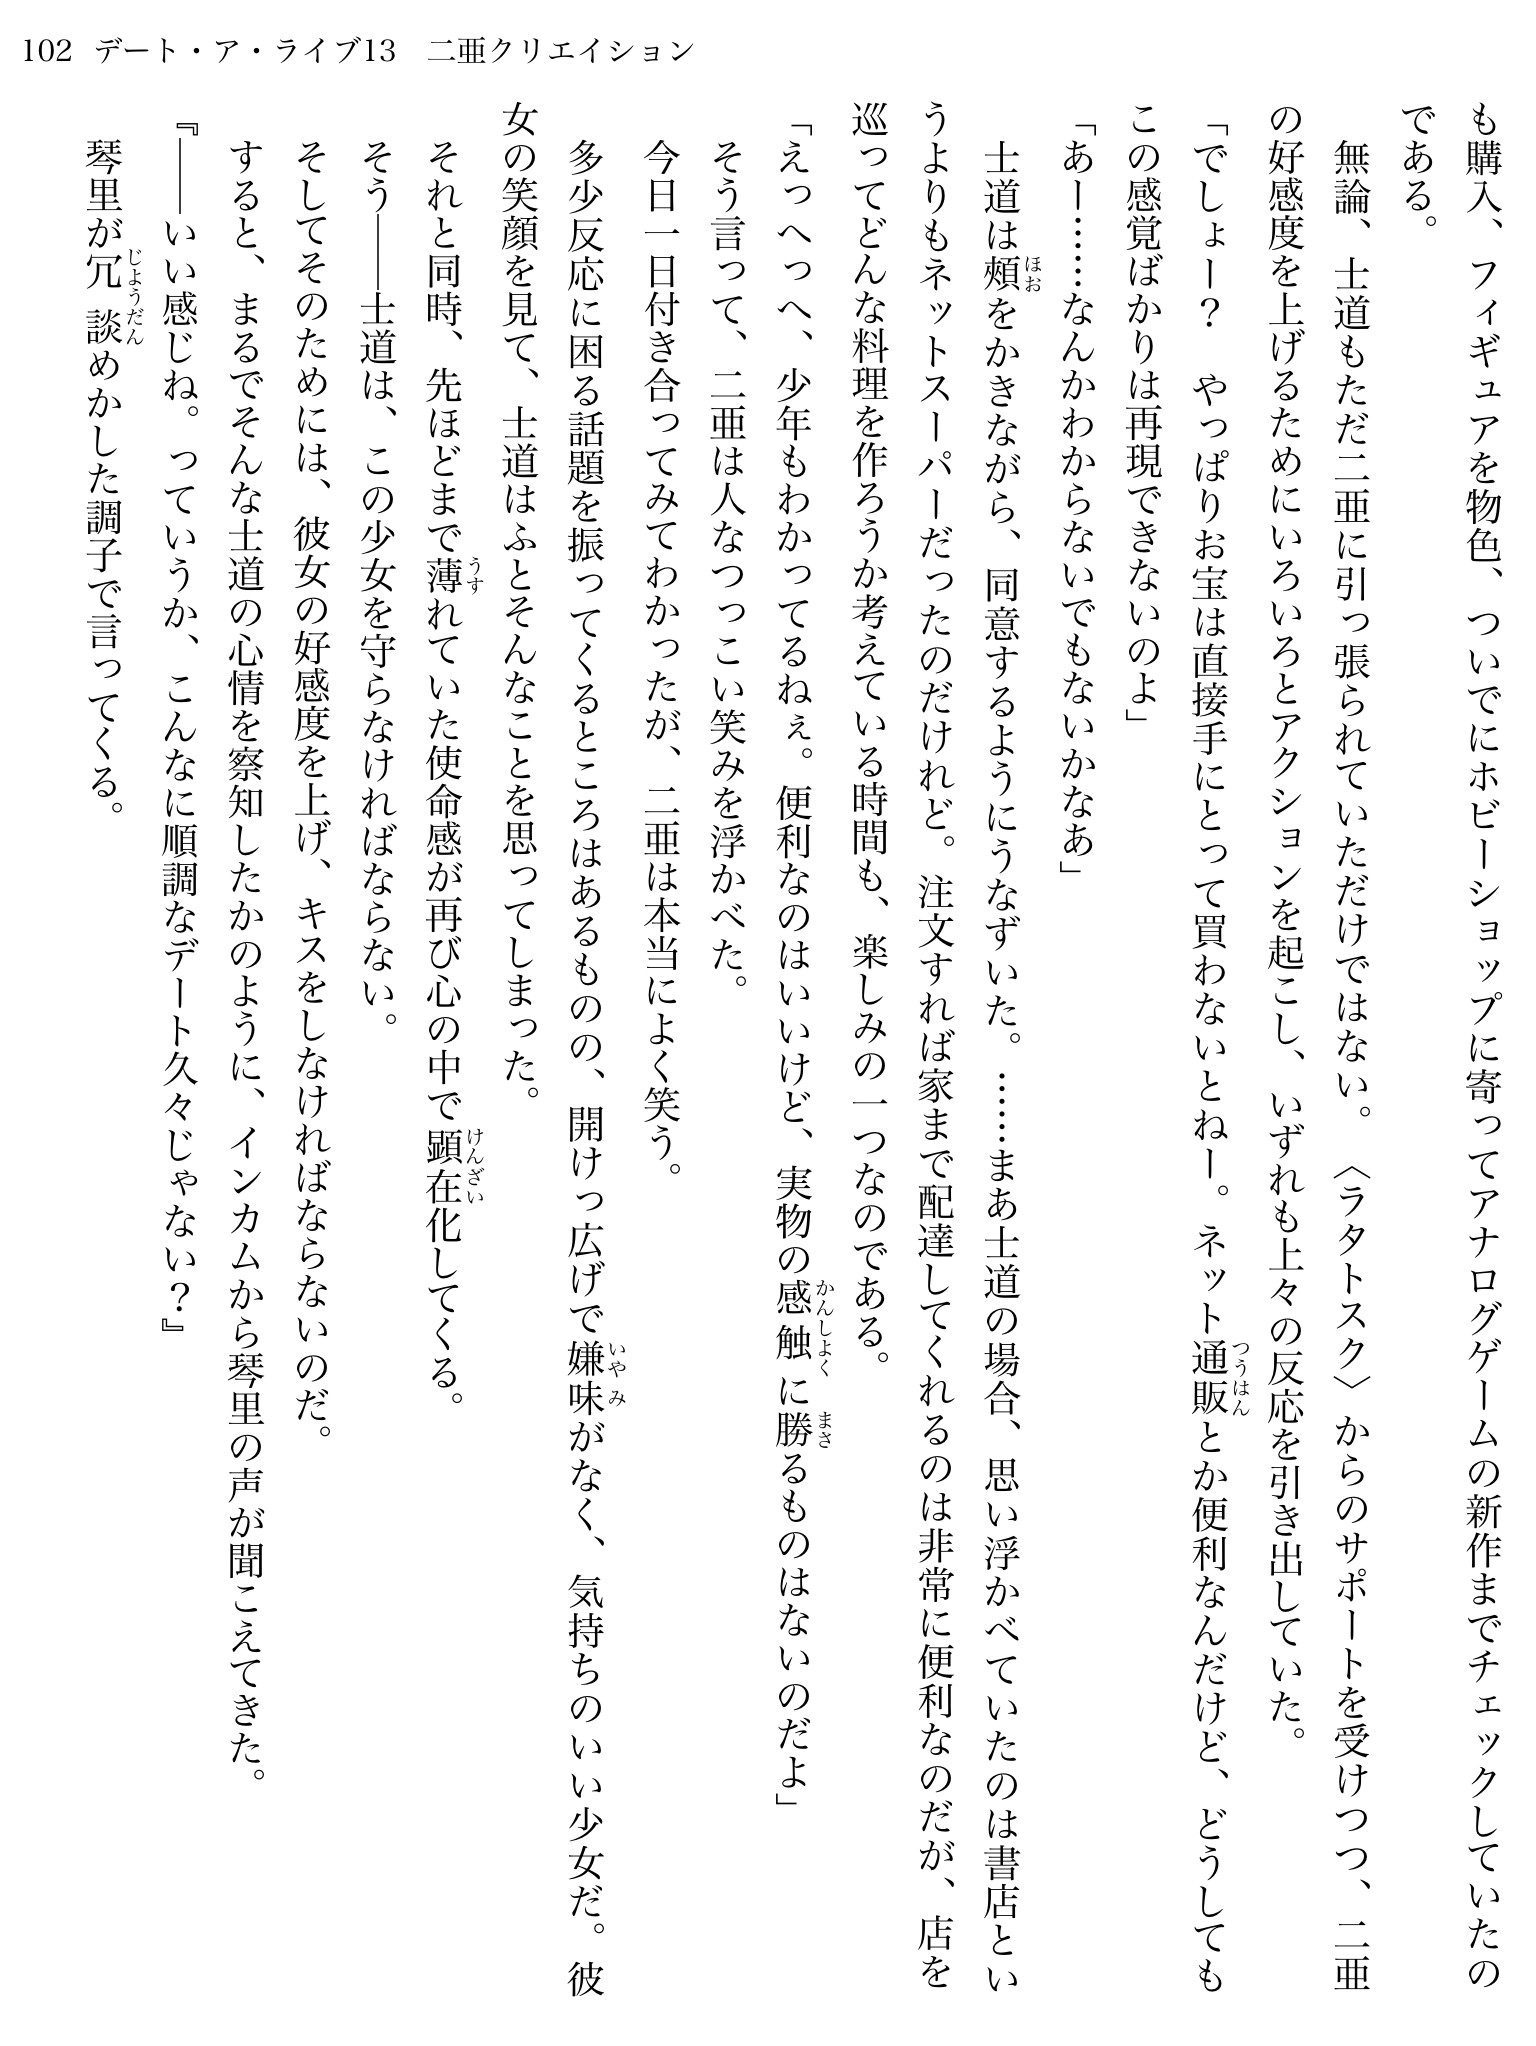 102 デート・ア・ライブ13　二亜クリエイション
も購入、フィギュアを物色、ついでにホビーショップに寄ってアナログゲームの新作までチェックしていたの
である。
　無論、士道もただ二亜に引っ張られていただけではない。〈ラタトスク〉からのサポートを受けつつ、二亜
の好感度を上げるためにいろいろとアクションを起こし、いずれも上々の反応を引き出していた。
「でしょー？　やっぱりお宝は直接手にとって買わないとねー。ネット通販とか便利なんだけど、どうしても
この感覚ばかりは再現できないのよ」
「あー……なんかわからないでもないかなあ」
　士道は頰をかきながら、同意するようにうなずいた。……まあ士道の場合、思い浮かべていたのは書店とい
うよりもネットスーパーだったのだけれど。注文すれば家まで配達してくれるのは非常に便利なのだが、店を
巡ってどんな料理を作ろうか考えている時間も、楽しみの一つなのである。
「えっへっへ、少年もわかってるねぇ。便利なのはいいけど、実物の感触に勝るものはないのだよ」
　そう言って、二亜は人なつっこい笑みを浮かべた。
　今日一日付き合ってみてわかったが、二亜は本当によく笑う。
　多少反応に困る話題を振ってくるところはあるものの、開けっ広げで嫌味がなく、気持ちのいい少女だ。彼
女の笑顔を見て、士道はふとそんなことを思ってしまった。
　それと同時、先ほどまで薄れていた使命感が再び心の中で顕在化してくる。
　そう――士道は、この少女を守らなければならない。
　そしてそのためには、彼女の好感度を上げ、キスをしなければならないのだ。
　すると、まるでそんな士道の心情を察知したかのように、インカムから琴里の声が聞こえてきた。
『――いい感じね。っていうか、こんなに順調なデート久々じゃない？』
　琴里が冗談めかした調子で言ってくる。